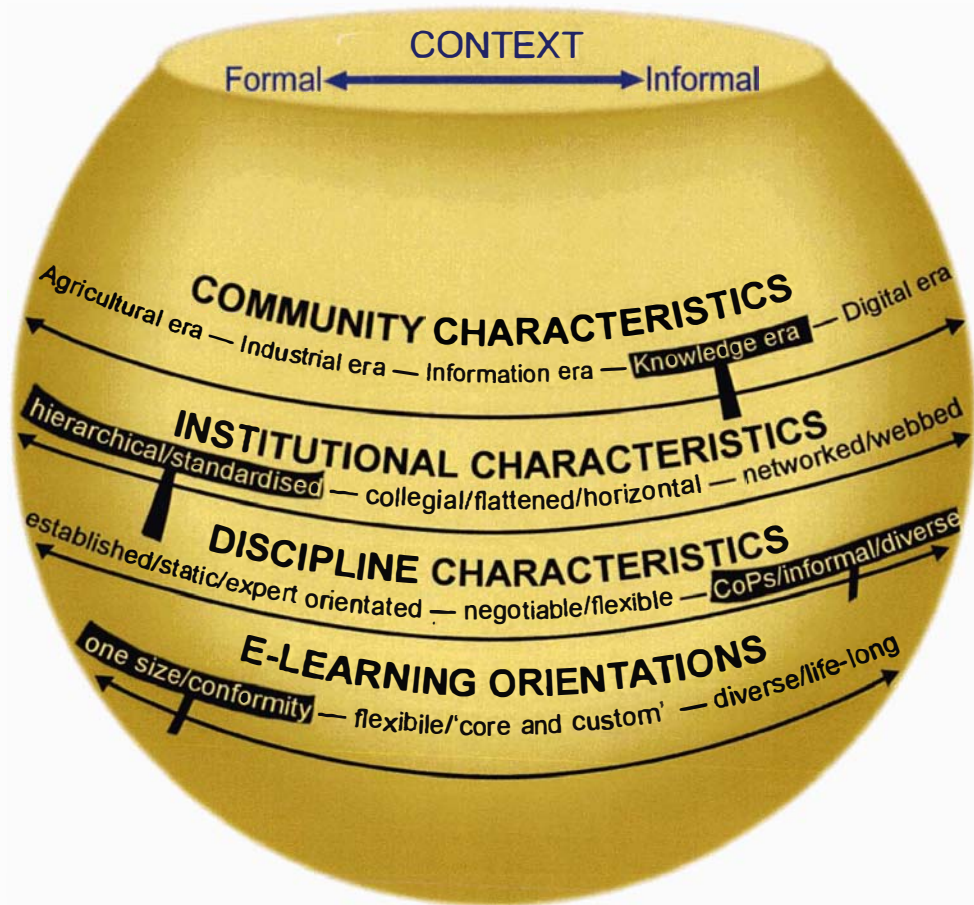 CONTEXT
Formal Informal
COMMUNITY CHARACTERISTICS
Agricultural era — Industrial era — Information era — Knowledge era — Digital era
INSTITUTIONAL CHARACTERISTICS
hierarchical/standardised — collegial/flattened/horizontal — networked/webbed
DISCIPLINE CHARACTERISTICS
established/static/expert orientated — negotiable/flexible — CoPs/informal/diverse
E-LEARNING ORIENTATIONS
one size/conformity — flexibile/‘core and custom’ — diverse/life-long